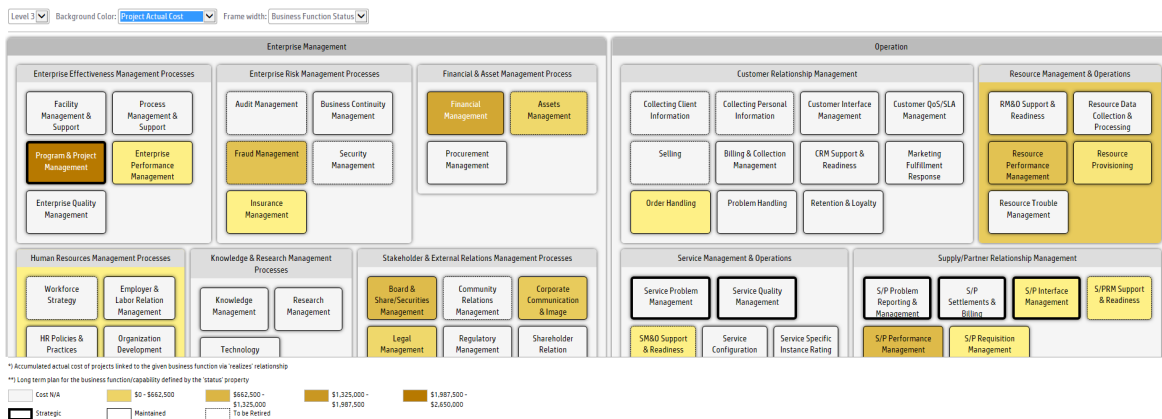 Level 3 Background Color: Project Actual Cost Frame width: Business Function Status
Enterprise Management
Operation
Enterprise Effectiveness Management Processes
Facility
Management &
Support
Process
Management &
Support
Program & Project
Management
Enterprise
Performance
Management
Enterprise Quality
Management
Enterprise Risk Management Processes
Audit Management
Business Continuity
Management
Fraud Management
Security
Management
Insurance
Management
Financial & Asset Management Process
Financial
Management
Assets
Management
Procurement
Management
Customer Relationship Management
Collecting Client
Information
Collecting Personal
Information
Customer Interface
Management
Customer QoS/SLA
Management
Selling
Billing & Collection
Management
CRM Support &
Readiness
Marketing
Fulfillment
Response
Order Handling
Problem Handling
Retention & Loyalty
Resource Management & Operations
RM&O Support &
Readiness
Resource Data
Collection &
Processing
Resource
Performance
Management
Resource
Provisioning
Resource Trouble
Management
Human Resources Management Processes
Workforce
Strategy
Employer &
Labor Relation
Management
HR Policies &
Practices
Organization
Development
Knowledge & Research Management
Processes
Knowledge
Management
Research
Management
Technology
Stakeholder & External Relations Management Processes
Board &
Share/Securities
Management
Community
Relations
Management
Corporate
Communication
& Image
Legal
Management
Regulatory
Management
Shareholder
Relation
Service Management & Operations
Service Problem
Management
Service Quality
Management
SM&O Support
& Readiness
Service
Configuration
Service Specific
Instance Rating
Supply/Partner Relationship Management
S/P Problem
Reporting &
Management
S/P
Settlements &
Billing
S/P Interface
Management
S/PRM Support
& Readiness
S/P Performance
Management
S/P Requisition
Management
*) Accumulated actual cost of projects linked to the given business function via 'realizes' relationship
**) Long term plan for the business function/capability defined by the 'status' property
Cost N/A
$0 - $662,500
$662,500 -
$1,325,000
$1,325,000 -
$1,987,500
$1,987,500 -
$2,650,000
Strategic
Maintained
To be Retired